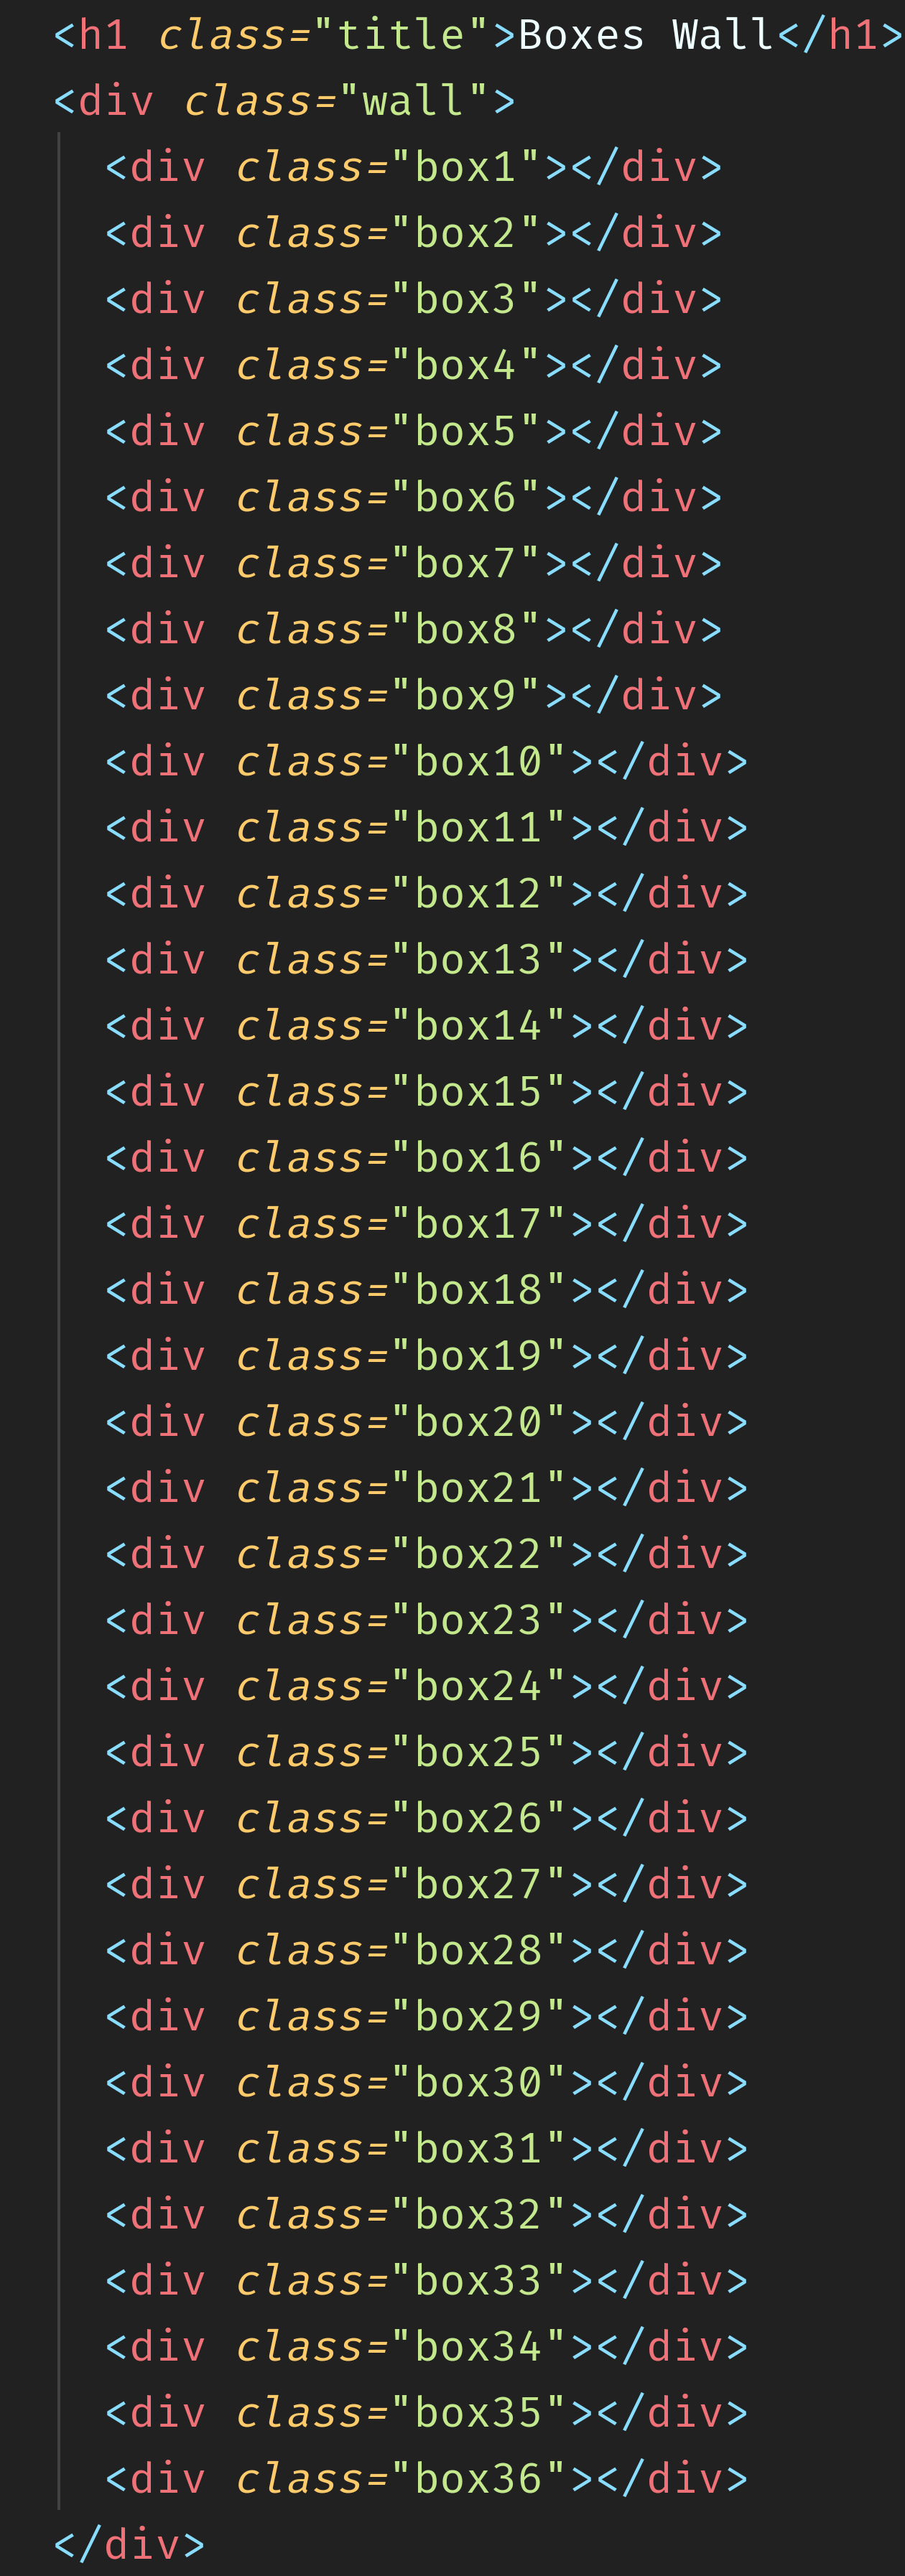 <h1 class="title">Boxes Wall</h1>
<div class="wall">
<div class="box1"></div>
<div class="box2"></div>
<div class="box3"></div>
<div class="box4"></div>
<div class="box5"></div>
<div class="box6"></div>
<div class="box7"></div>
<div class="box8"></div>
<div class="box9"></div>
<div class="box10"></div>
<div class="box11"></div>
<div class="box12"></div>
<div class="box13"></div>
<div class="box14"></div>
<div class="box15"></div>
<div class="box16"></div>
<div class="box17"></div>
<div class="box18"></div>
<div class="box19"></div>
<div class="box20"></div>
<div class="box21"></div>
<div class="box22"></div>
<div class="box23"></div>
<div class="box24"></div>
<div class="box25"></div>
<div class="box26"></div>
<div class="box27"></div>
<div class="box28"></div>
<div class="box29"></div>
<div class="box30"></div>
<div class="box31"></div>
<div class="box32"></div>
<div class="box33"></div>
<div class="box34"></div>
<div class="box35"></div>
<div class="box36"></div>
</div>